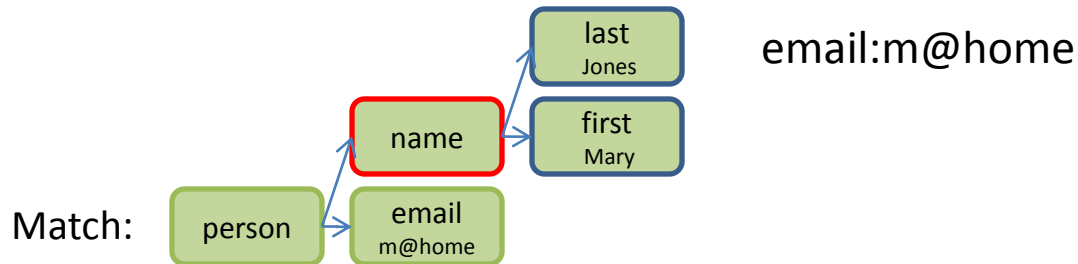 last
Jones
email:m@home
name
first
Mary
Match:
person
email
m@home